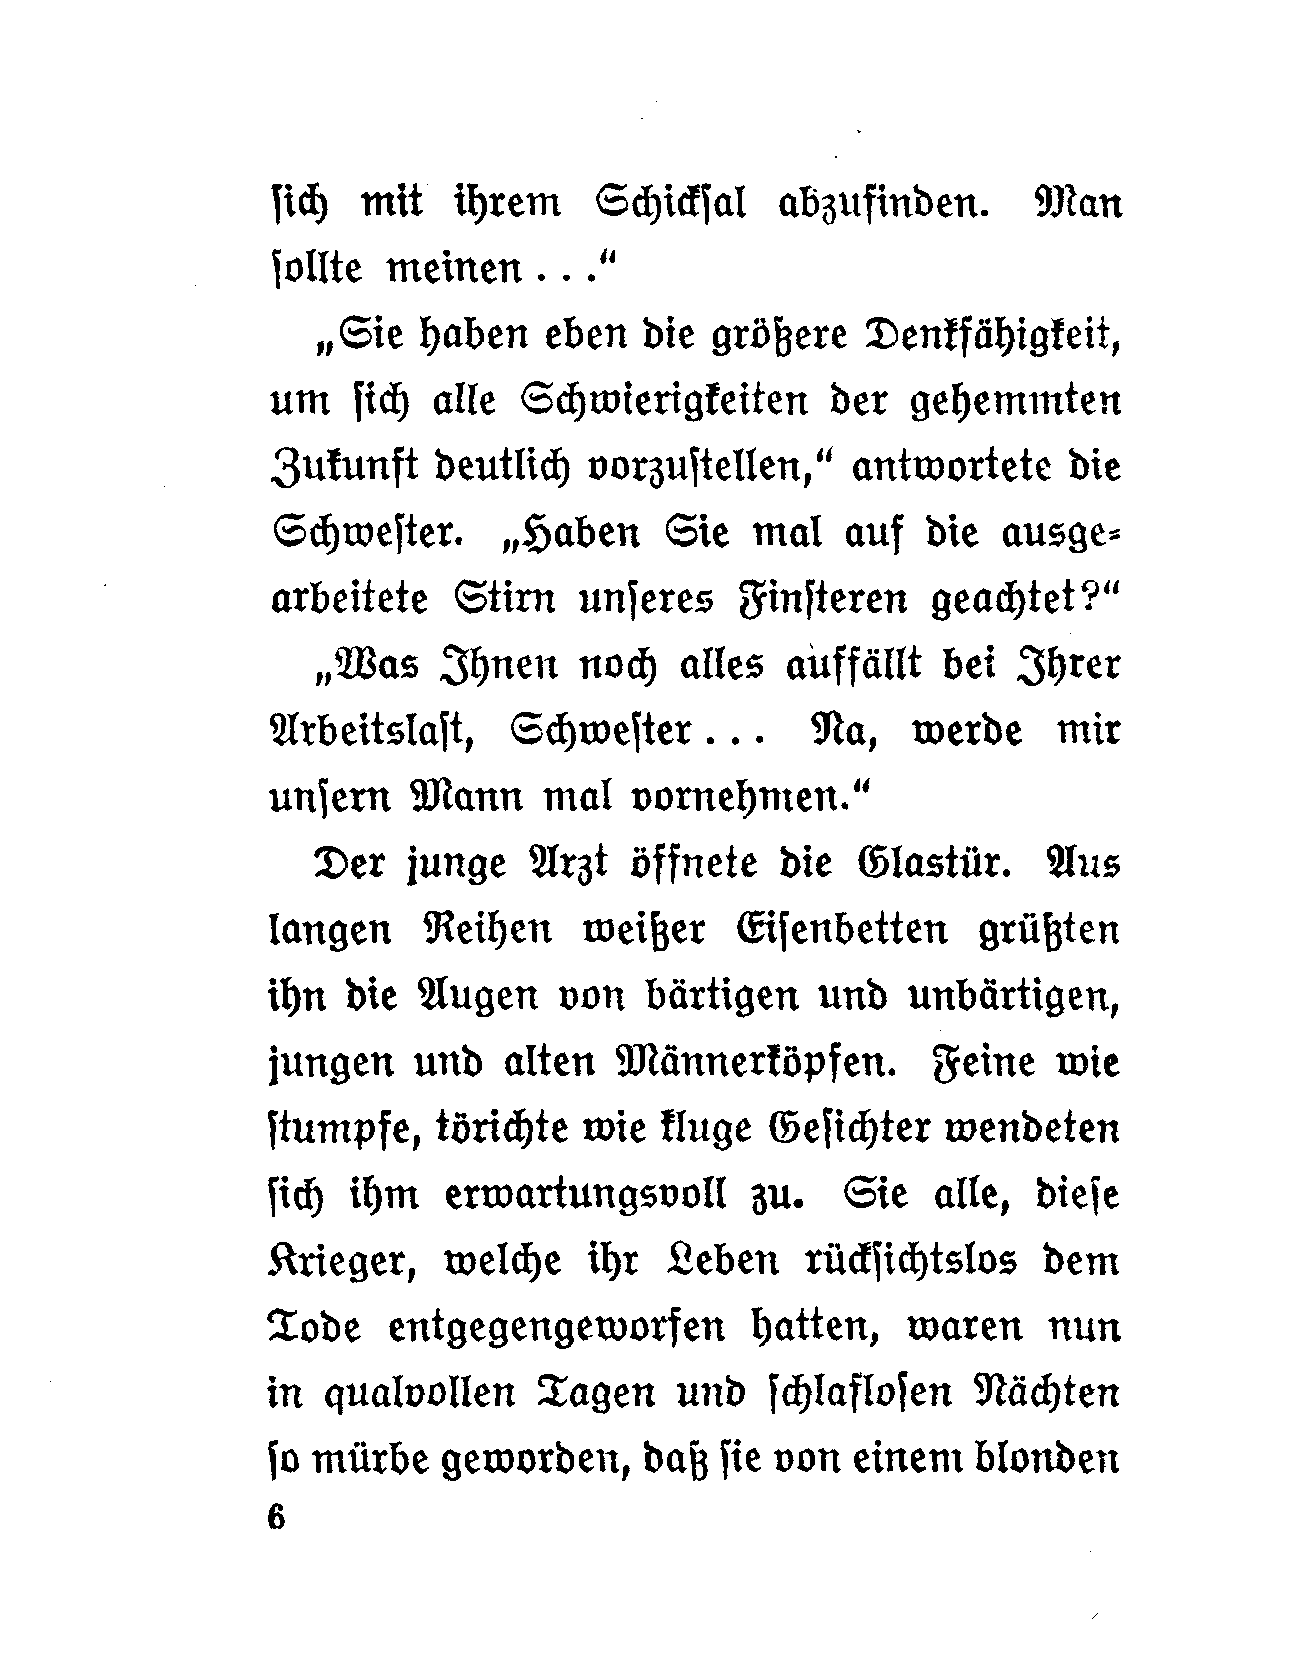 ſich mit ihrem Schickſal abzufinden. Man
ſollte meinen . . .“
„Sie haben eben die größere Denkfähigkeit,
um ſich alle Schwierigkeiten der gehemmten
Zukunft deutlich vorzuſtellen,“ antwortete die
Schweſter. „Haben Sie mal auf die ausge⸗
arbeitete Stirn unſeres Finſteren geachtet?“
„Was Ihnen noch alles auffällt bei Ihrer
Arbeitslaſt, Schweſter . . . Na, werde mir
unſern Mann mal vornehmen.“
Der junge Arzt öffnete die Glastür. Aus
langen Reihen weißer Eiſenbetten grüßten
ihn die Augen von bärtigen und unbärtigen,
jungen und alten Männerköpfen. Feine wie
ſtumpfe, törichte wie kluge Geſichter wendeten
ſich ihm erwartungsvoll zu. Sie alle, dieſe
Krieger, welche ihr Leben rückſichtslos dem
Tode entgegengeworfen hatten, waren nun
in qualvollen Tagen und ſchlafloſen Nächten
ſo mürbe geworden, daß ſie von einem blonden
6